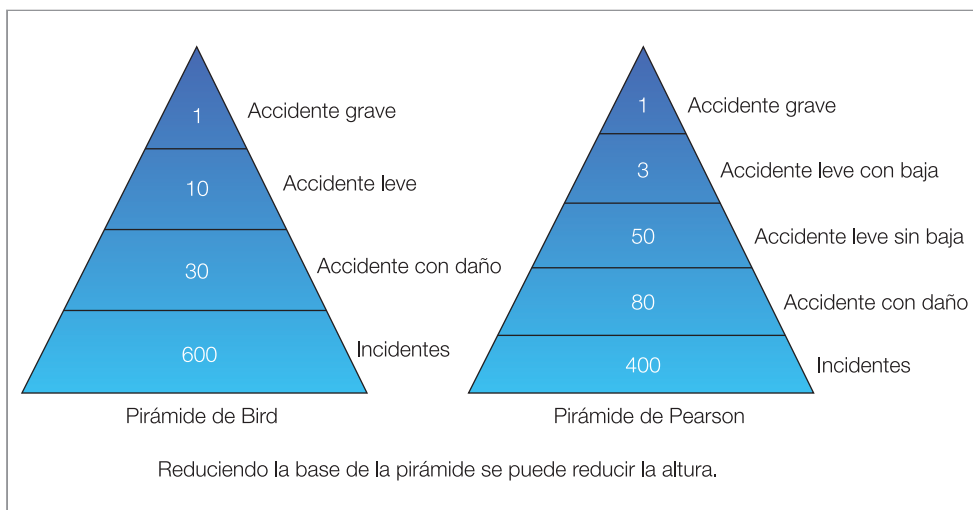 1
Accidente grave
10
Accidente leve
30
Accidente con daño
600
Incidentes
Pirámide de Bird
1
Accidente grave
3
Accidente leve con baja
50
Accidente leve sin baja
80
Accidente con daño
400
Incidentes
Pirámide de Pearson
Reduciendo la base de la pirámide se puede reducir la altura.